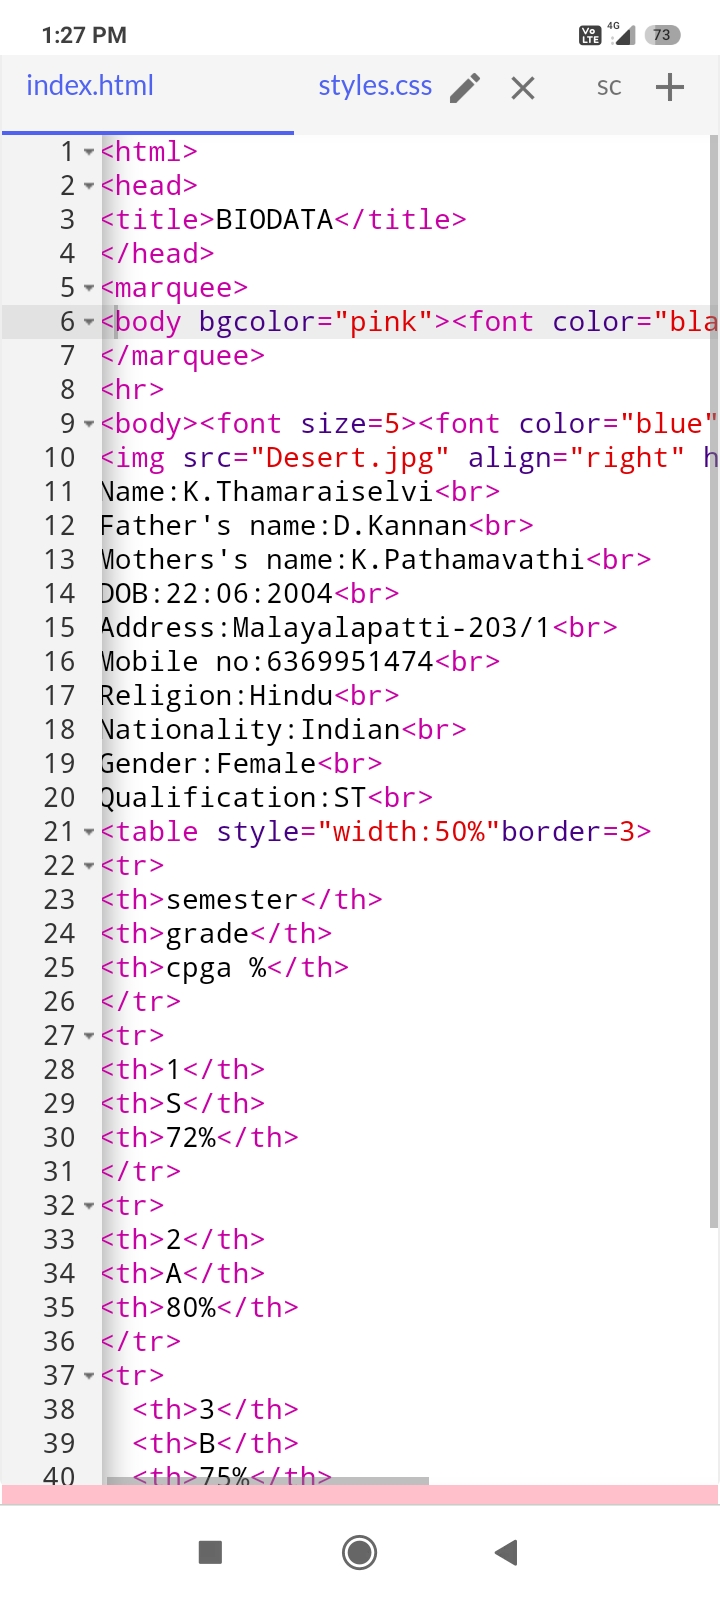 1:27 PM
Vo LTE 4G 73
index.html styles.css sc
1 <html>
2 <head>
3 <title>BIODATA</title>
4 </head>
5 <marquee>
6 <body bgcolor="pink"><font color="bla
7 </marquee>
8 <hr>
9 <body><font size=5><font color="blue"
10 <img src="Desert.jpg" align="right" h
11 Name:K.Thamaraiselvi<br>
12 Father's name:D.Kannan<br>
13 Mothers's name:K.Pathamavathi<br>
14 DOB:22:06:2004<br>
15 Address:Malayalapatti-203/1<br>
16 Mobile no:6369951474<br>
17 Religion:Hindu<br>
18 Nationality:Indian<br>
19 Gender:Female<br>
20 Qualification:ST<br>
21 <table style="width:50%"border=3>
22 <tr>
23 <th>semester</th>
24 <th>grade</th>
25 <th>cpga %</th>
26 </tr>
27 <tr>
28 <th>1</th>
29 <th>S</th>
30 <th>72%</th>
31 </tr>
32 <tr>
33 <th>2</th>
34 <th>A</th>
35 <th>80%</th>
36 </tr>
37 <tr>
38 <th>3</th>
39 <th>B</th>
40 <th>75%</th>